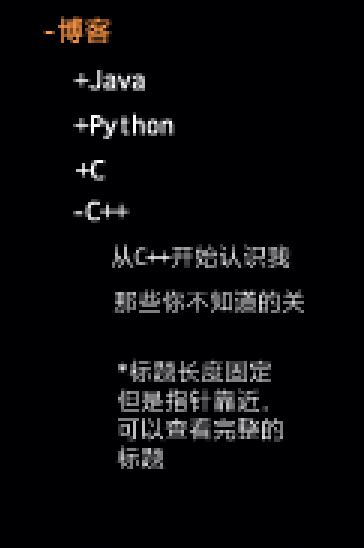 -博客
+Java
+Python
+C
-C++
从C++开始认识我
那些你不知道的关
*标题长度固定
但是指针靠近，
可以查看完整的
标题